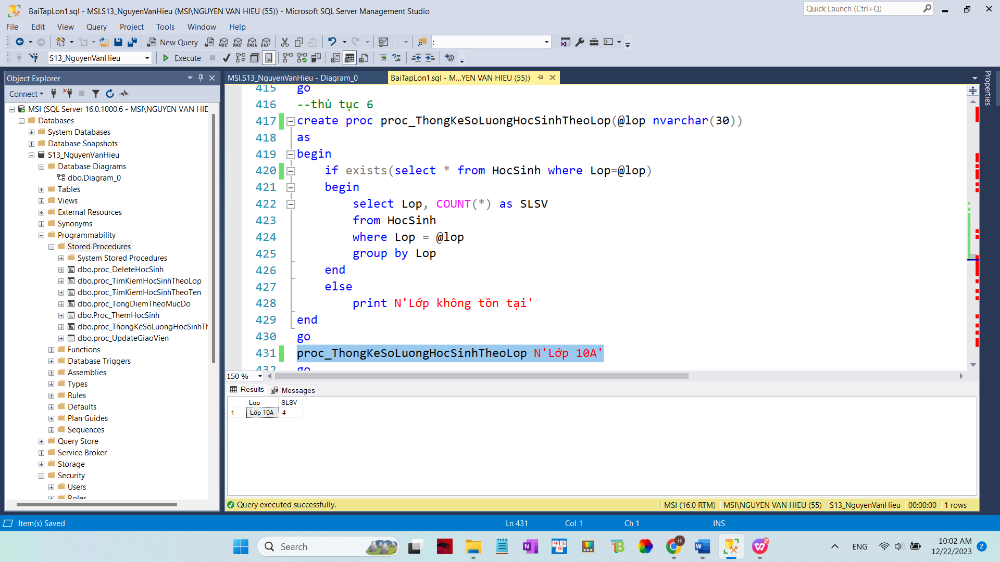 BaiTapLon1.sql - MSI.S13_NguyenVanHieu (MSI\NGUYEN VAN HIEU (55)) - Microsoft SQL Server Management Studio
Quick Launch (Ctrl+Q)
File Edit View Query Project Tools Window Help
New Query MDX DMX XMLA DAX :
S13_NguyenVanHieu Execute
Object Explorer
Connect
MSI (SQL Server 16.0.1000.6 - MSI\NGUYEN VAN HIE
Databases
System Databases
Database Snapshots
S13_NguyenVanHieu
Database Diagrams
dbo.Diagram_0
Tables
Views
External Resources
Synonyms
Programmability
Stored Procedures
System Stored Procedures
dbo.proc_DeleteHocSinh
dbo.proc_TimKiemHocSinhTheoLop
dbo.proc_TimKiemHocSinhTheoTen
dbo.proc_TongDiemTheoMucDo
dbo.Proc_ThemHocSinh
dbo.proc_ThongKeSoLuongHocSinhTh
dbo.proc_UpdateGiaoVien
Functions
Database Triggers
Assemblies
Types
Rules
Defaults
Plan Guides
Sequences
Query Store
Service Broker
Storage
Security
Users
Roles
MSI.S13_NguyenVanHieu - Diagram_0
BaiTapLon1.sql - M...YEN VAN HIEU (55))
Properties
415 go
416 --thủ tục 6
417 create proc proc_ThongKeSoLuongHocSinhTheoLop(@lop nvarchar(30))
418 as
419 begin
420 if exists(select * from HocSinh where Lop=@lop)
421 begin
422 select Lop, COUNT(*) as SLSV
423 from HocSinh
424 where Lop = @lop
425 group by Lop
426 end
427 else
428 print N'Lớp không tồn tại'
429 end
430 go
431 proc_ThongKeSoLuongHocSinhTheoLop N'Lớp 10A'
432 go
150 %
Results Messages
Lop SLSV
1 Lớp 10A 4
Query executed successfully.
MSI (16.0 RTM) MSI\NGUYEN VAN HIEU (55) S13_NguyenVanHieu 00:00:00 1 rows
Item(s) Saved Ln 431 Col 1 Ch 1 INS
Search
ENG
10:02 AM
12/22/2023
2